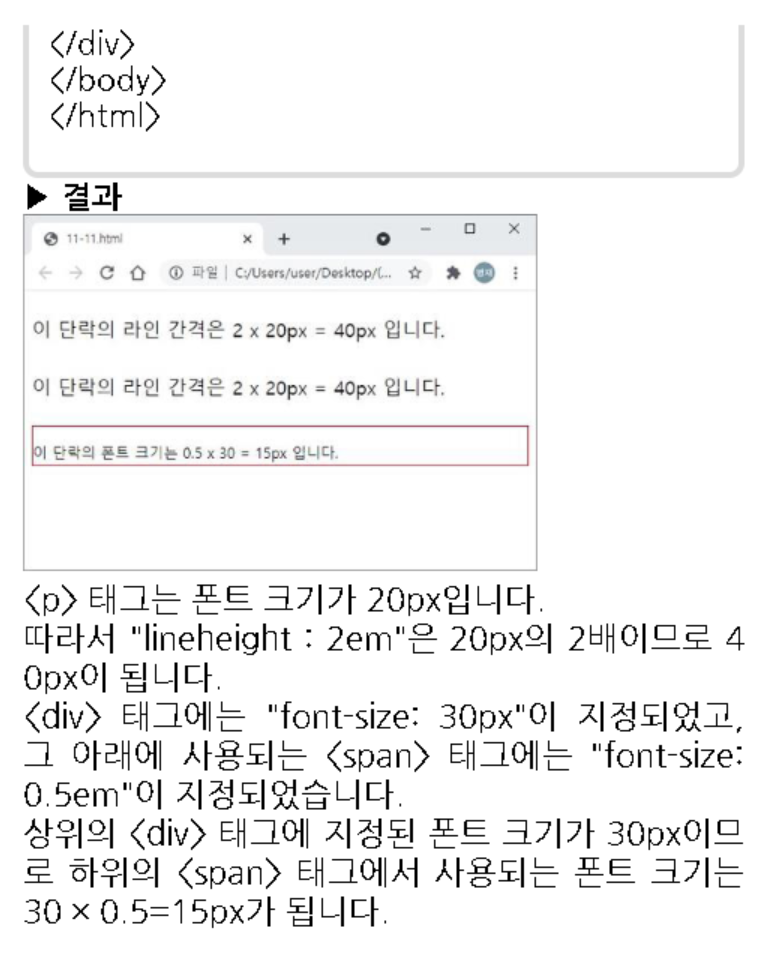 </div>
</body>
</html>
▶ 결과
11-11.html
파일 | C:/Users/user/Desktop/(...
이 단락의 라인 간격은 2 x 20px = 40px 입니다.
이 단락의 라인 간격은 2 x 20px = 40px 입니다.
이 단락의 폰트 크기는 0.5 x 30 = 15px 입니다.
<p> 태그는 폰트 크기가 20px입니다.
따라서 "lineheight : 2em"은 20px의 2배이므로 4
0px이 됩니다.
<div> 태그에는 "font-size: 30px"이 지정되었고,
그 아래에 사용되는 <span> 태그에는 "font-size:
0.5em"이 지정되었습니다.
상위의 <div> 태그에 지정된 폰트 크기가 30px이므
로 하위의 <span> 태그에서 사용되는 폰트 크기는
30 × 0.5=15px가 됩니다.